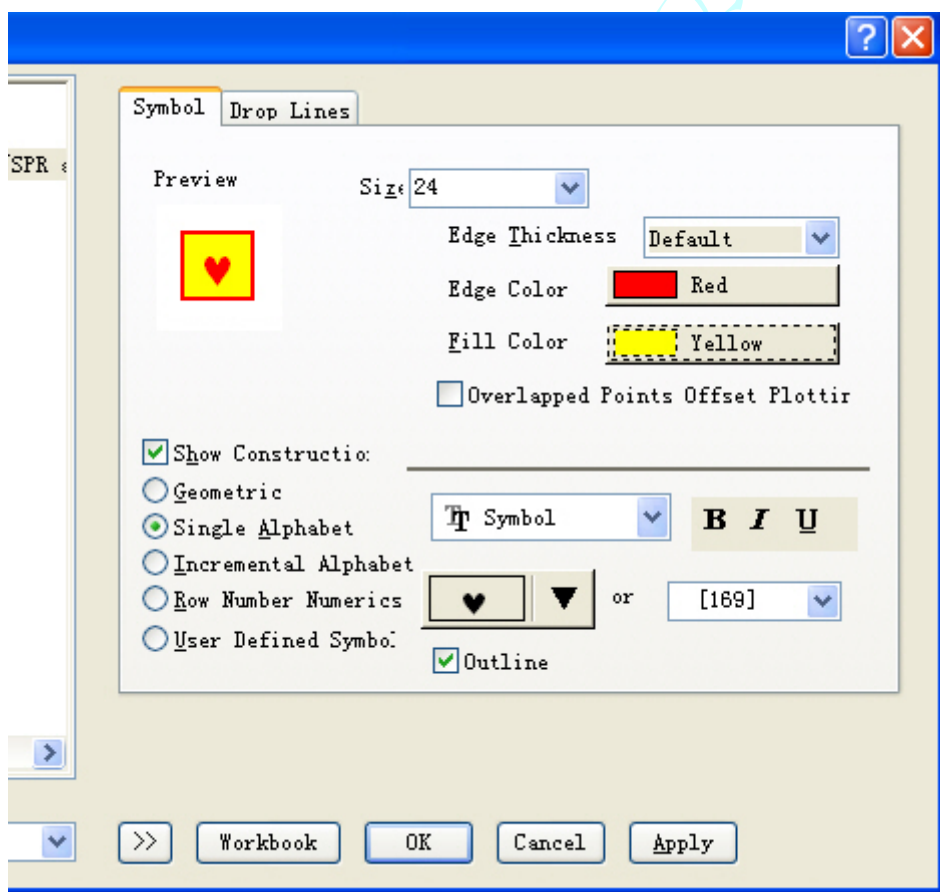 Symbol Drop Lines
SPR
Preview Size 24
Edge Thickness Default
Edge Color Red
Fill Color Yellow
Overlapped Points Offset Plottir
Show Constructio
Geometric
Single Alphabet
Incremental Alphabet
Row Number Numerics
User Defined Symbo
Symbol B I U
or [169]
Outline
>> Workbook OK Cancel Apply